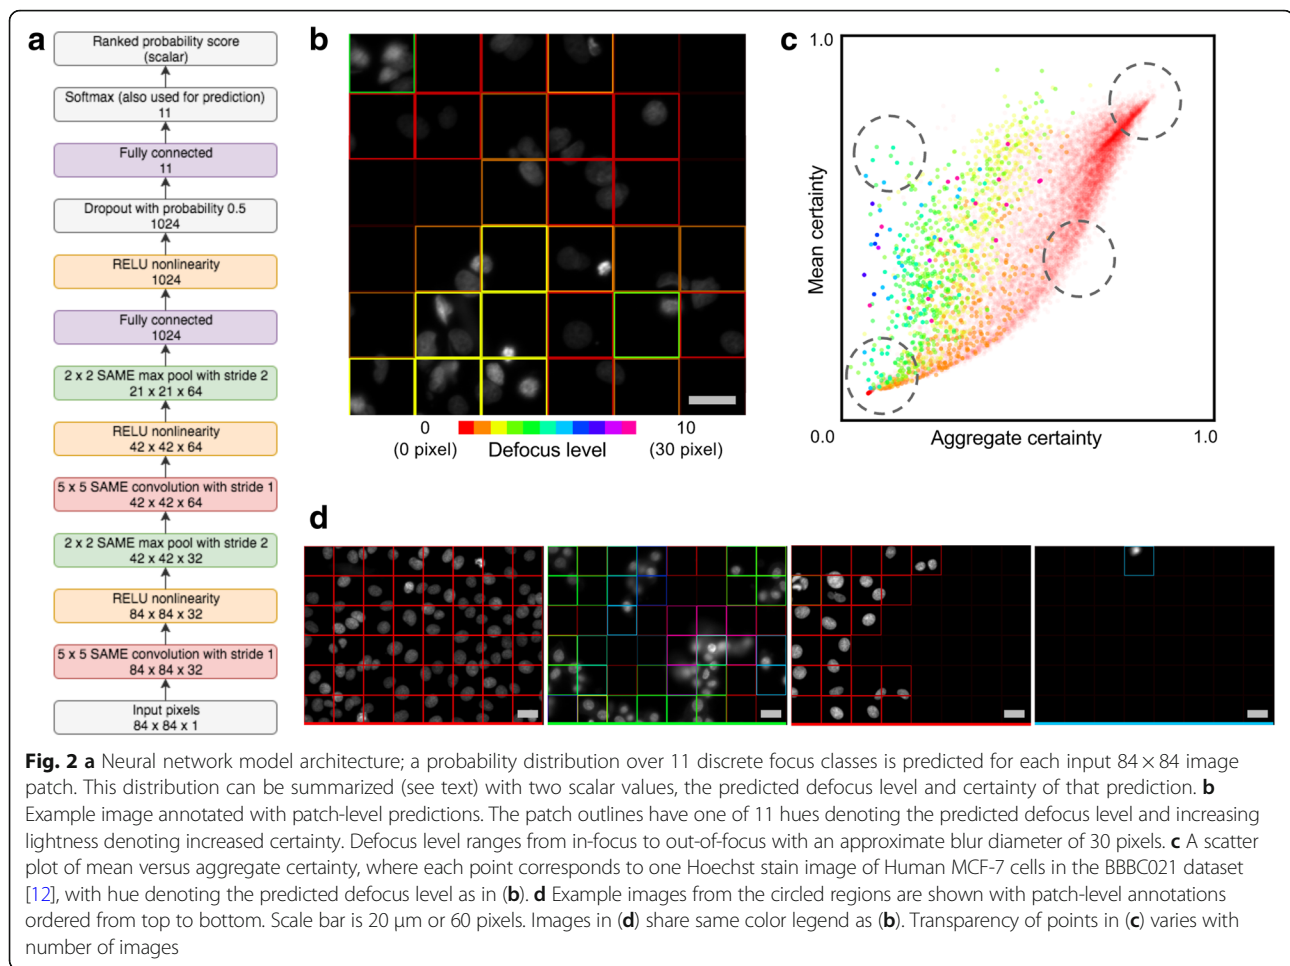 a
Ranked probability score
(scalar)
Softmax (also used for prediction)
11
Fully connected
11
Dropout with probability 0.5
1024
RELU nonlinearity
1024
Fully connected
1024
2 x 2 SAME max pool with stride 2
21 x 21 x 64
RELU nonlinearity
42 x 42 x 64
5 x 5 SAME convolution with stride 1
42 x 42 x 64
2 x 2 SAME max pool with stride 2
42 x 42 x 32
RELU nonlinearity
84 x 84 x 32
5 x 5 SAME convolution with stride 1
84 x 84 x 32
Input pixels
84 x 84 x 1
b
0
10
(0 pixel)
Defocus level
(30 pixel)
c
1.0
Mean certainty
0.0
Aggregate certainty
1.0
d
Fig. 2 a Neural network model architecture; a probability distribution over 11 discrete focus classes is predicted for each input 84 × 84 image
patch. This distribution can be summarized (see text) with two scalar values, the predicted defocus level and certainty of that prediction. b
Example image annotated with patch-level predictions. The patch outlines have one of 11 hues denoting the predicted defocus level and increasing
lightness denoting increased certainty. Defocus level ranges from in-focus to out-of-focus with an approximate blur diameter of 30 pixels. c A scatter
plot of mean versus aggregate certainty, where each point corresponds to one Hoechst stain image of Human MCF-7 cells in the BBBC021 dataset
[12], with hue denoting the predicted defocus level as in (b). d Example images from the circled regions are shown with patch-level annotations
ordered from top to bottom. Scale bar is 20 μm or 60 pixels. Images in (d) share same color legend as (b). Transparency of points in (c) varies with
number of images